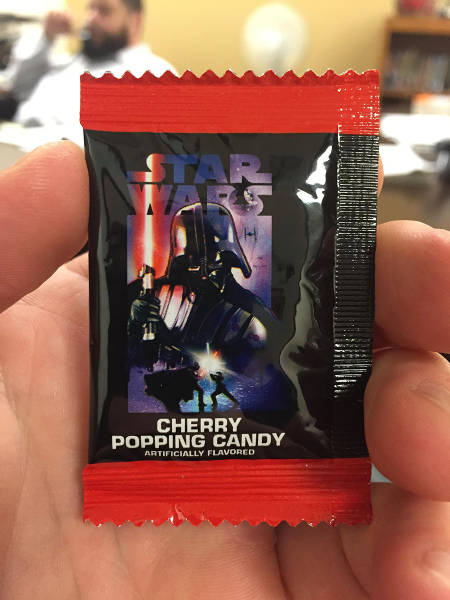 STAR
WARS
CHERRY
POPPING CANDY
ARTIFICIALLY FLAVORED